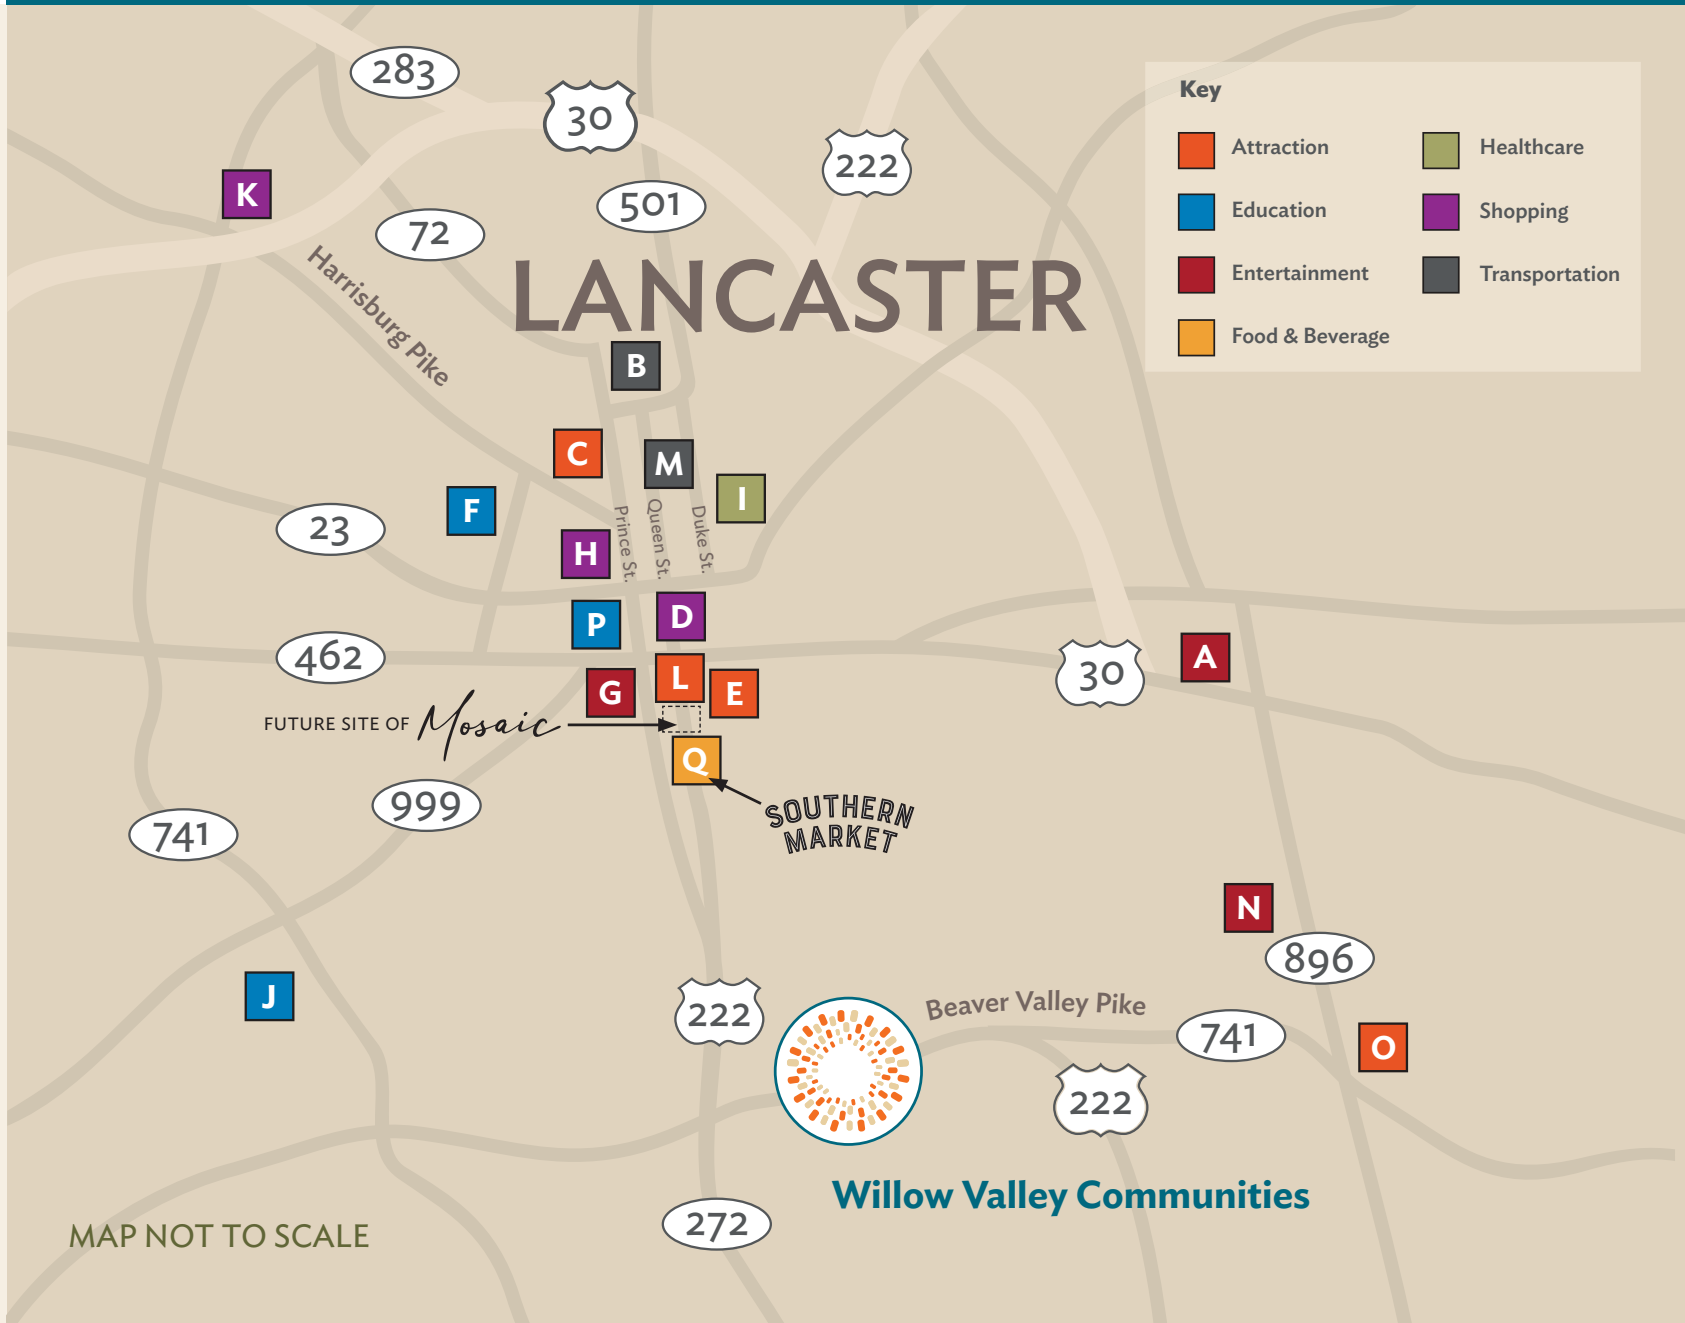 283
30
222
Key
Attraction
Healthcare
Education
Shopping
Entertainment
Transportation
Food & Beverage
K
501
72
Harrisburg Pike
LANCASTER
B
C
M
I
F
23
Prince St.
Queen St.
Duke St.
H
P
D
462
L
G
E
30
A
FUTURE SITE OF Mosaic
Q
999
741
SOUTHERN
MARKET
N
896
J
222
Beaver Valley Pike
741
O
222
Willow Valley Communities
272
MAP NOT TO SCALE